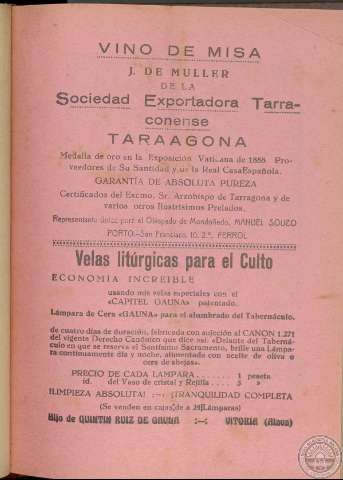 VINO DE MISA
J. DE MULLER
DE LA
Sociedad Exportadora Tarra-
conense
TARAAGONA
Medalla de oro en la Exposición Vaticana de 1888 Pro-
veedores de Su Santidad y de la Real CasaEspañola.
GARANTÍA DE ABSOLUTA PUREZA
Certificados del Excmo. Sr. Arzobispo de Tarragona y de
varios otros Ilustrísimos Prelados.
Representante único para el Obispado de Mondoñedo, MANUEL SOUZO
PORTO.-San Francisco, 10, 2.º, FERROL
Velas litúrgicas para el Culto
ECONOMIA INCREIBLE
usando mis velas especiales con el
«CAPITEL GAUNA» patentado.
Lámpara de Cera «GAUNA» para el alumbrado del Tabernáculo.
de cuatro días de duración, fabricada con sujeción al CANON 1.271
del vigente Derecho Canónico que dice así: «Delante del Taberná-
culo en que se reserva el Santísimo Sacramento, brille una Lámpa-
ra continuamente día y noche, alimentada con aceite de oliva o
cera de abejas».
PRECIO DE CADA LAMPARA . . . . 1 peseta
id. del Vaso de cristal y Rejilla . . 3 »
¡LIMPIEZA ABSOLUTA! :--: ¡TRANQUILIDAD COMPLETA
(Se venden en cajas de Lámparas)
Hijo de QUINTIN RUIZ DE GAUNA :--: VITORIA (Alava)